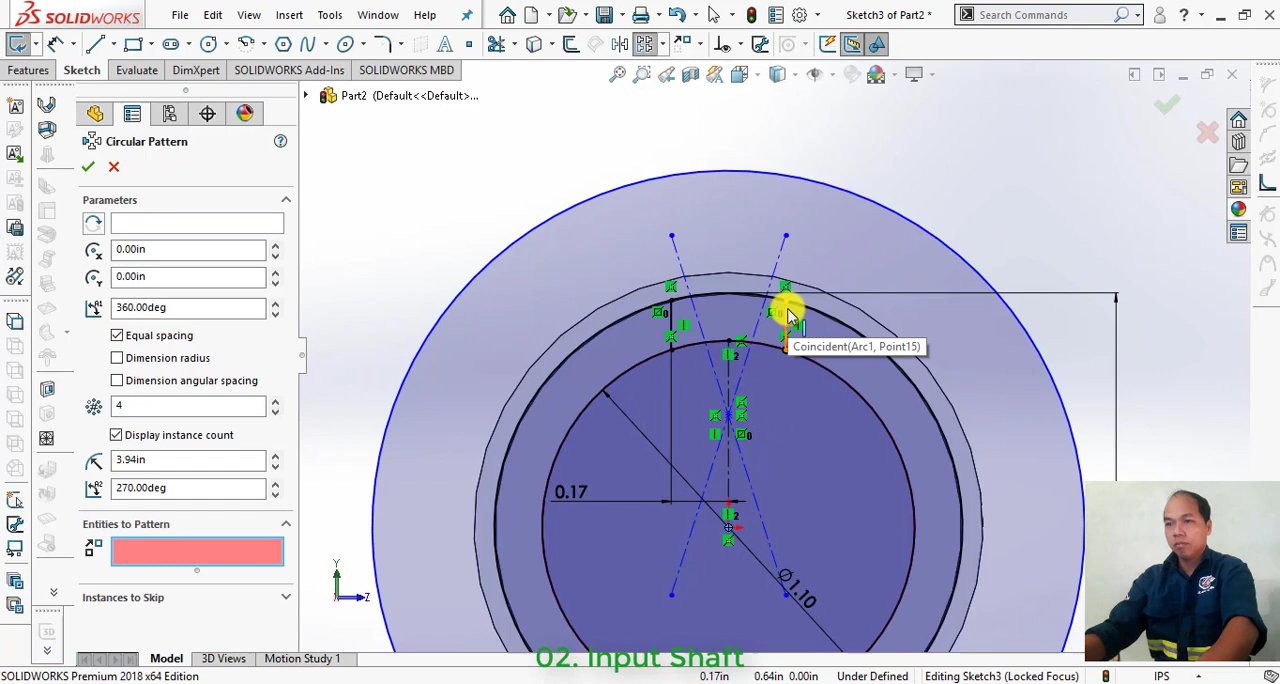 SOLIDWORKS
File Edit View Insert Tools Window Help
Sketch3 of Part2 *
Search Commands
Features Sketch Evaluate DimXpert SOLIDWORKS Add-Ins SOLIDWORKS MBD
Part2 (Default<<Default>...
Circular Pattern
Parameters
0.00in
0.00in
360.00deg
Equal spacing
Dimension radius
Dimension angular spacing
4
Display instance count
3.94in
270.00deg
Entities to Pattern
Instances to Skip
Coincident(Arc1, Point15)
0.17
Ø1.10
Y
Z
3D
Model 3D Views Motion Study 1
02. Input Shaft
SOLIDWORKS Premium 2018 x64 Edition
0.17in 0.64in 0.00in Under Defined Editing Sketch3 (Locked Focus) IPS